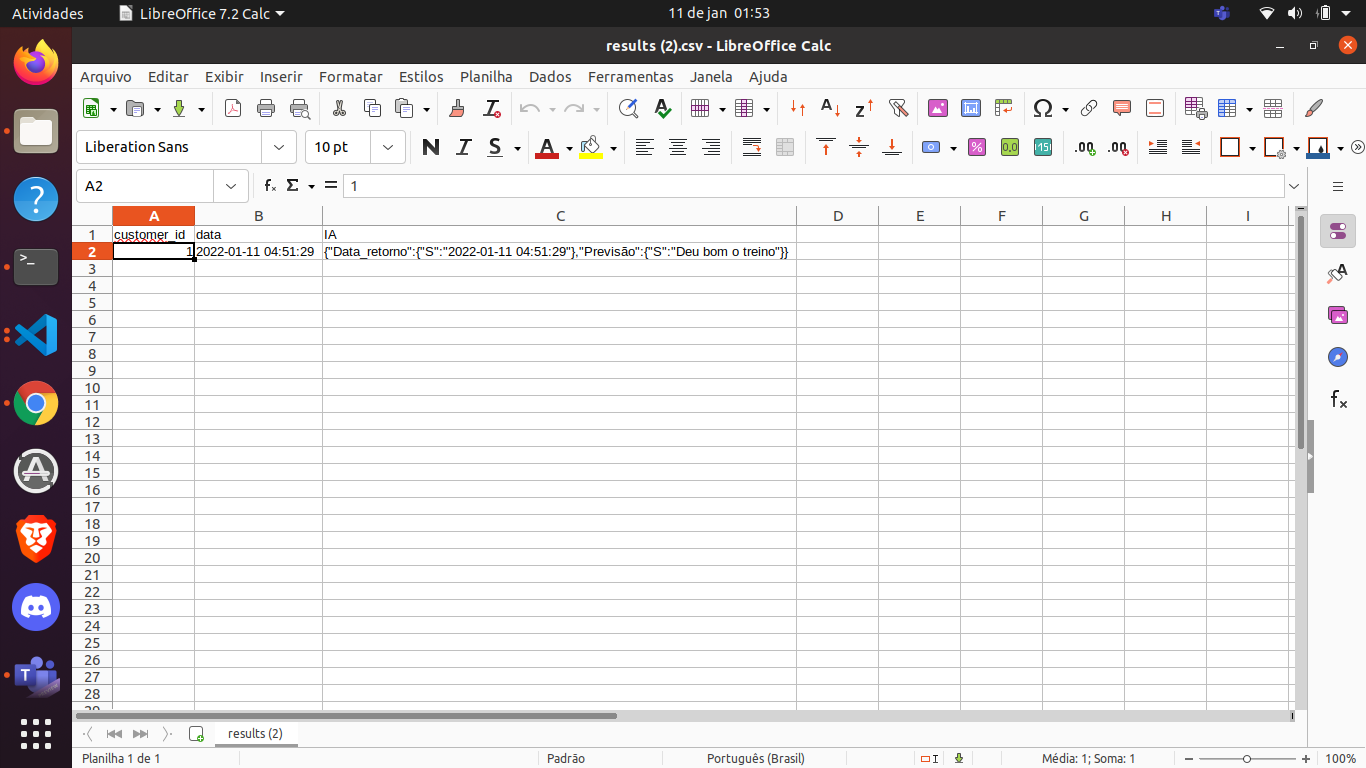 Atividades LibreOffice 7.2 Calc 11 de jan 01:53
results (2).csv - LibreOffice Calc
Arquivo Editar Exibir Inserir Formatar Estilos Planilha Dados Ferramentas Janela Ajuda
Liberation Sans 10 pt N I S A
A2 fx Σ = 1
A B C D E F G H I
1 customer_id data IA
2 1 2022-01-11 04:51:29 {"Data_retorno":{"S":"2022-01-11 04:51:29"},"Previsão":{"S":"Deu bom o treino"}}
3
4
5
6
7
8
9
10
11
12
13
14
15
16
17
18
19
20
21
22
23
24
25
26
27
28
29
results (2)
Planilha 1 de 1 Padrão Português (Brasil) Média: 1; Soma: 1 100%